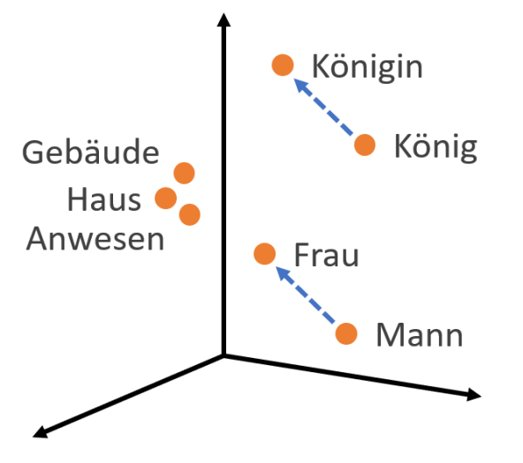 Königin
König
Gebäude
Haus
Anwesen
Frau
Mann